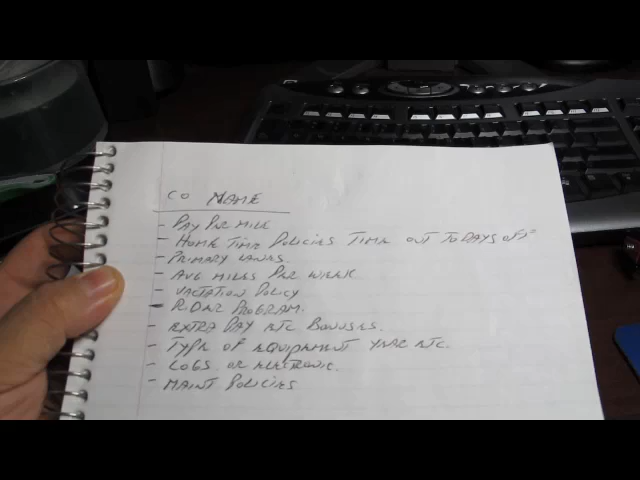 CO NAME
- PAY PER MILE
- HOME TIME POLICIES TIME OUT TO DAYS OFF
- PRIMARY LANES.
- AVG MILES PER WEEK
- VACTATION POLICY
- RIDER PROGRAM.
- EXTRA PAY ETC BONUSES.
- TYPE OF EQUIPMENT YEAR ETC.
- LOGS OR ELECTRONIC.
- MAINT POLICIES